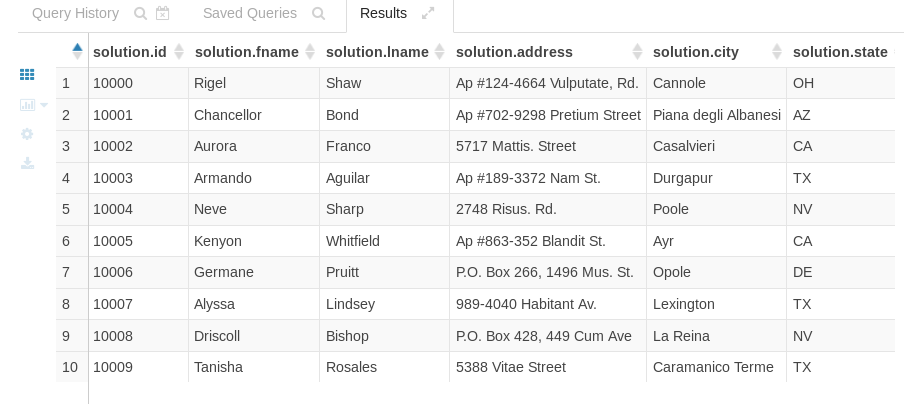 Query History Saved Queries Results
solution.id solution.fname solution.lname solution.address solution.city solution.state
1 10000 Rigel Shaw Ap #124-4664 Vulputate, Rd. Cannole OH
2 10001 Chancellor Bond Ap #702-9298 Pretium Street Piana degli Albanesi AZ
3 10002 Aurora Franco 5717 Mattis. Street Casalvieri CA
4 10003 Armando Aguilar Ap #189-3372 Nam St. Durgapur TX
5 10004 Neve Sharp 2748 Risus. Rd. Poole NV
6 10005 Kenyon Whitfield Ap #863-352 Blandit St. Ayr CA
7 10006 Germane Pruitt P.O. Box 266, 1496 Mus. St. Opole DE
8 10007 Alyssa Lindsey 989-4040 Habitant Av. Lexington TX
9 10008 Driscoll Bishop P.O. Box 428, 449 Cum Ave La Reina NV
10 10009 Tanisha Rosales 5388 Vitae Street Caramanico Terme TX